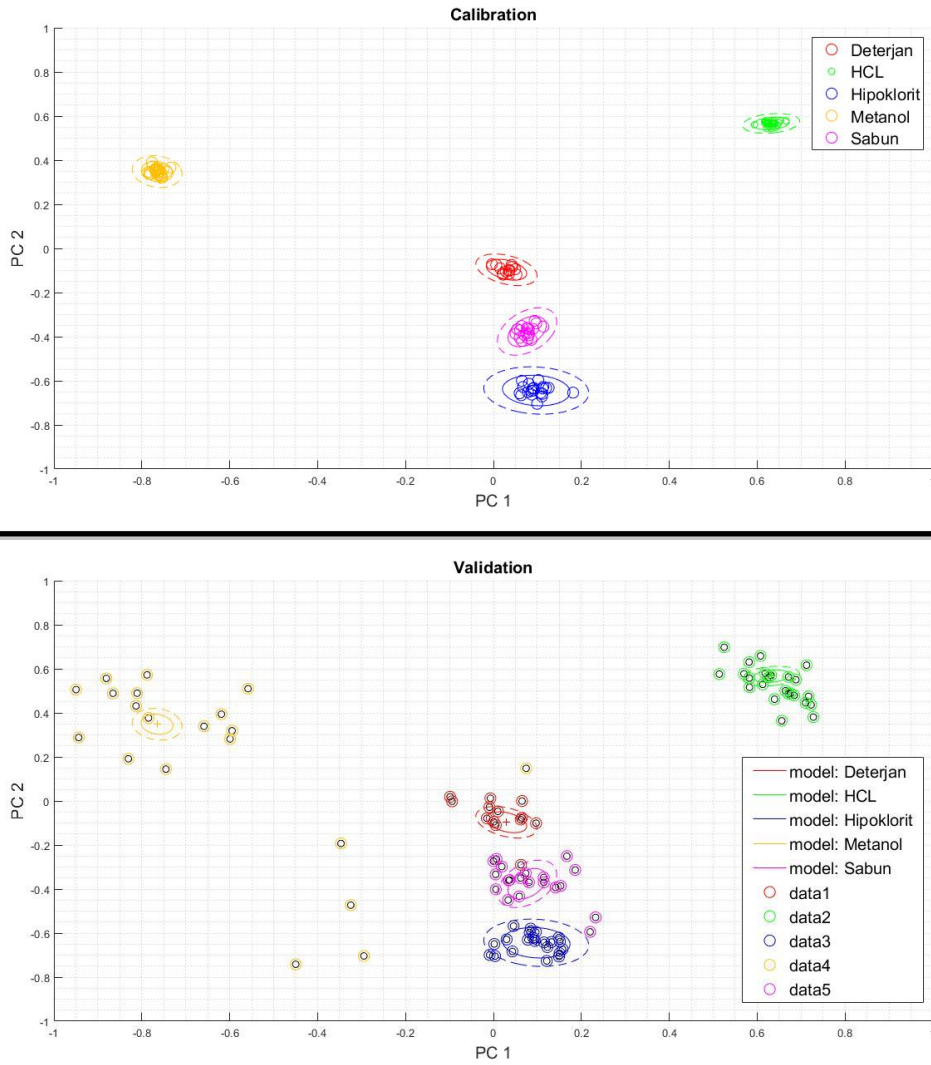 Calibration
1
0.8
0.6
0.4
0.2
0
-0.2
-0.4
-0.6
-0.8
-1
PC 2
Deterjan
HCL
Hipoklorit
Metanol
Sabun
-1 -0.8 -0.6 -0.4 -0.2 0 0.2 0.4 0.6 0.8
PC 1
Validation
1
0.8
0.6
0.4
0.2
0
-0.2
-0.4
-0.6
-0.8
-1
PC 2
model: Deterjan
model: HCL
model: Hipoklorit
model: Metanol
model: Sabun
data1
data2
data3
data4
data5
-1 -0.8 -0.6 -0.4 -0.2 0 0.2 0.4 0.6 0.8
PC 1